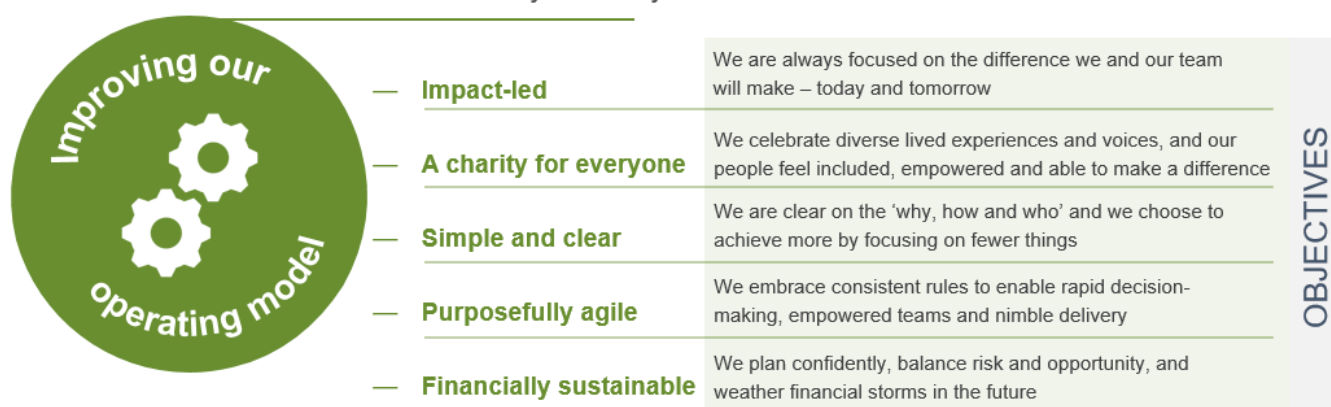 Improving our
operating model
Impact-led
We are always focused on the difference we and our team
will make – today and tomorrow
A charity for everyone
We celebrate diverse lived experiences and voices, and our
people feel included, empowered and able to make a difference
Simple and clear
We are clear on the ‘why, how and who’ and we choose to
achieve more by focusing on fewer things
Purposefully agile
We embrace consistent rules to enable rapid decision-
making, empowered teams and nimble delivery
Financially sustainable
We plan confidently, balance risk and opportunity, and
weather financial storms in the future
OBJECTIVES